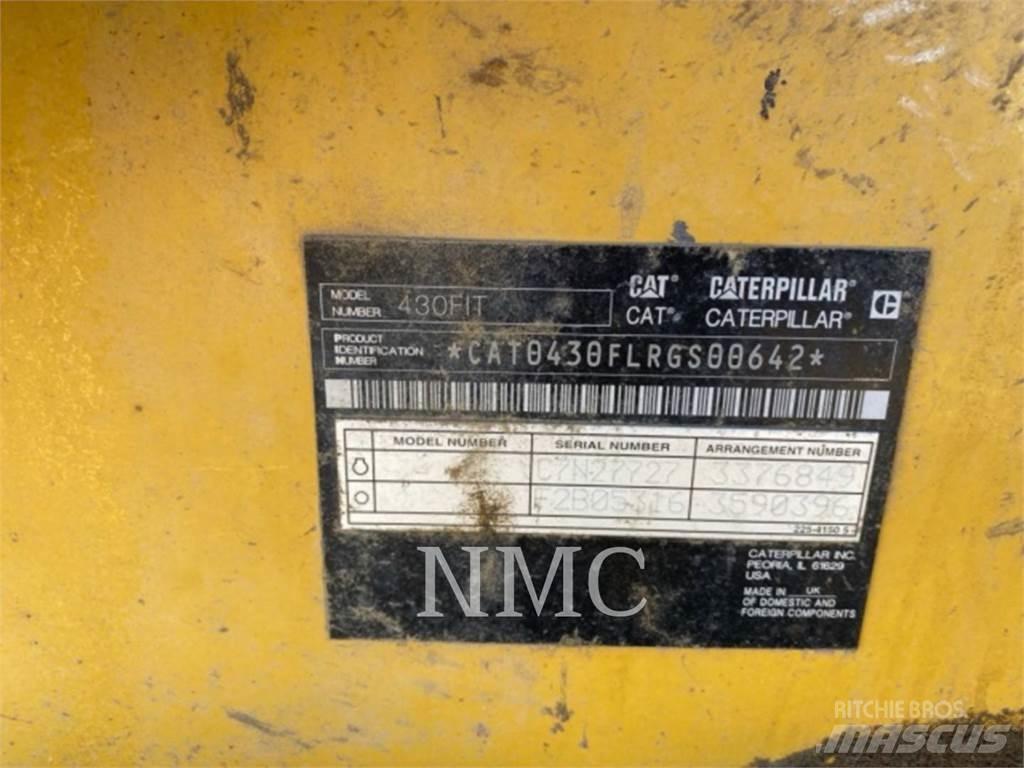 MODEL NUMBER 430FIT
CAT® CATERPILLAR®
CAT® CATERPILLAR®
PRODUCT IDENTIFICATION NUMBER *CAT0430FLRGS00642*
MODEL NUMBER SERIAL NUMBER ARRANGEMENT NUMBER
C7N27727 3376849
F2B05316 3590396
225-4150 5
CATERPILLAR INC.
PEORIA, IL 61629
USA
MADE IN UK
OF DOMESTIC AND
FOREIGN COMPONENTS
NMC
RITCHIE BROS.
MASCUS